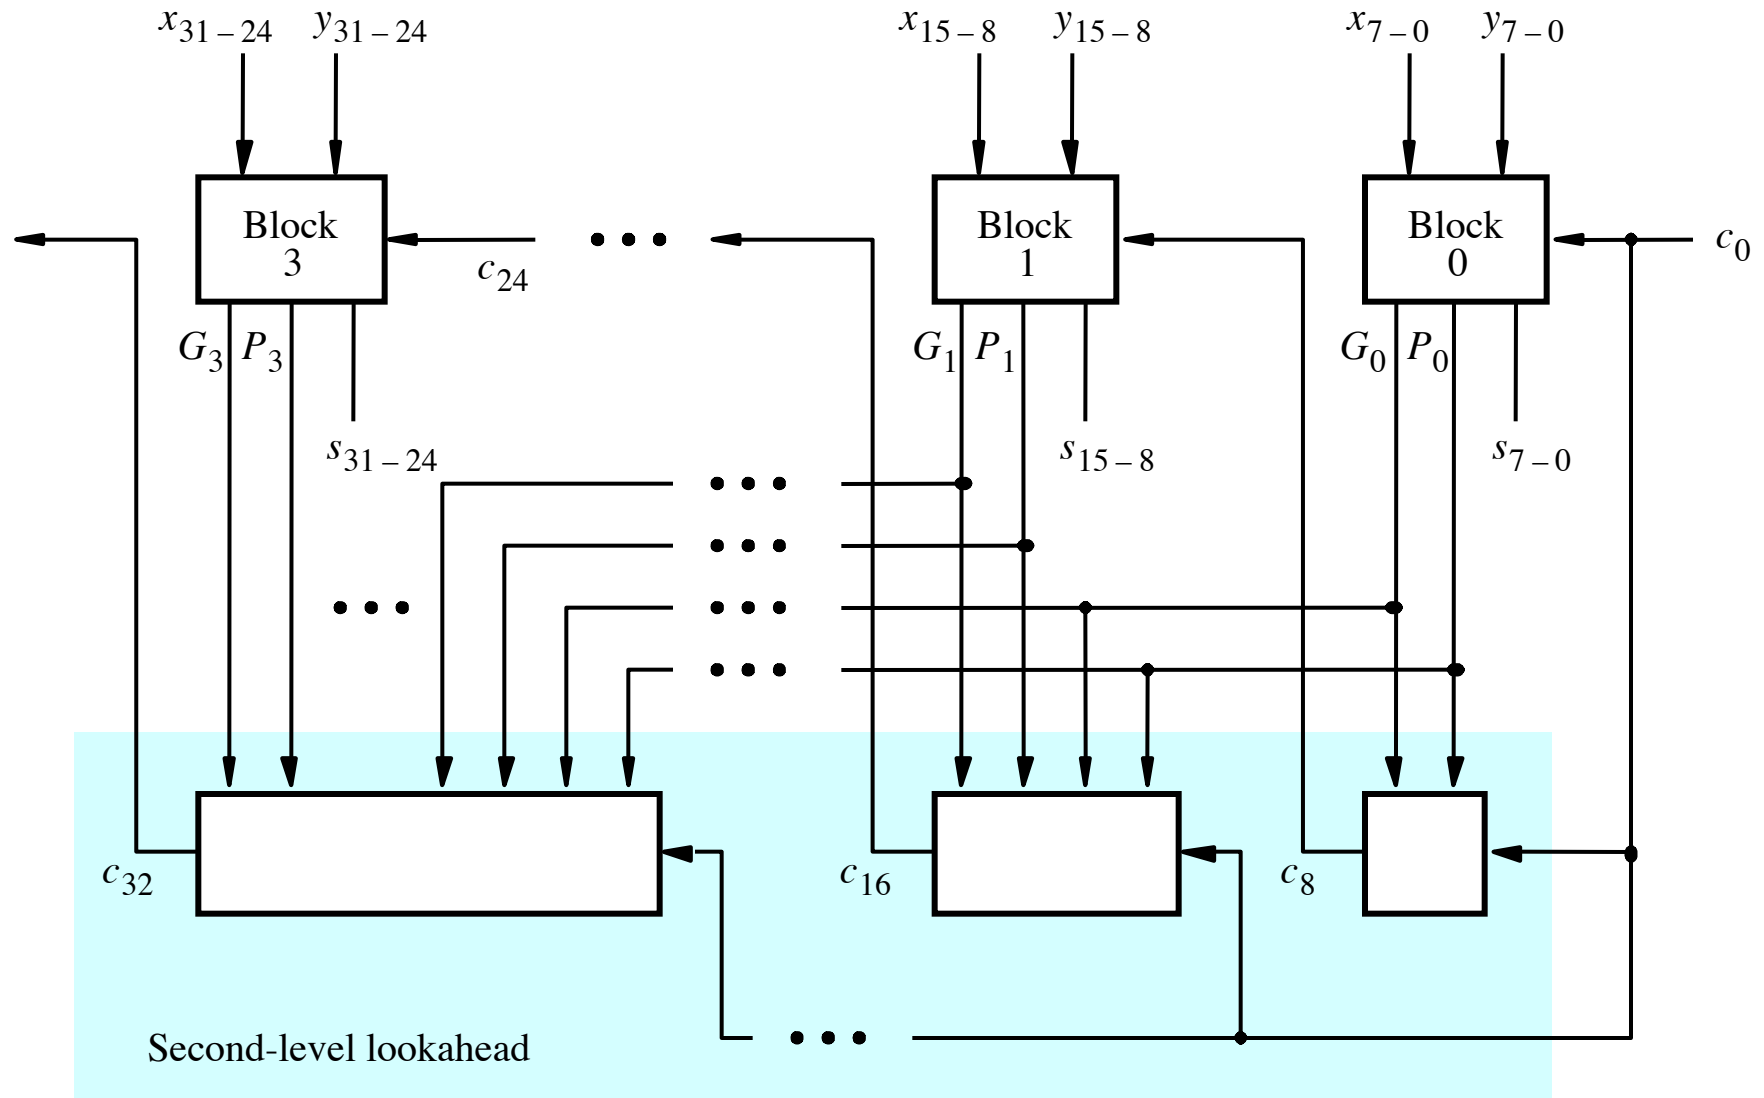 x31 – 24 y31 – 24 x15 – 8 y15 – 8 x7 – 0 y7 – 0
Block Block Block
3 1 0
c0
c24
G3 P3 G1 P1 G0 P0
s31 – 24 s15 – 8 s7 – 0
c32 c16 c8
Second-level lookahead